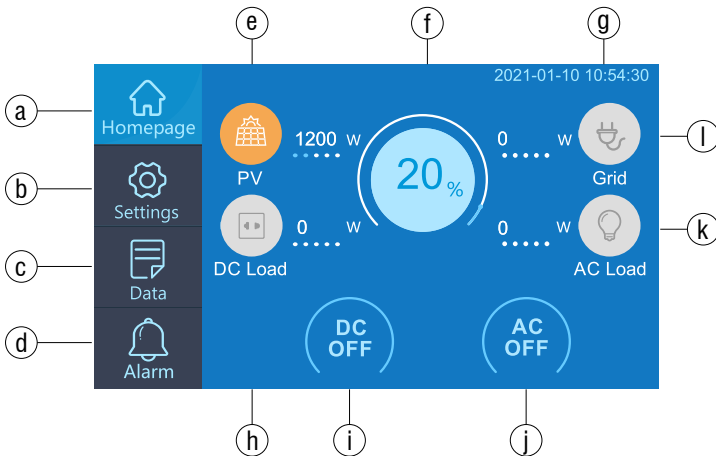 e f g
2021-01-10 10:54:30
a
Homepage
1200 W
0 W
l
PV
20 %
Grid
b
Settings
0 W
0 W
k
DC Load
AC Load
c
Data
d
Alarm
DC
OFF
AC
OFF
h i j